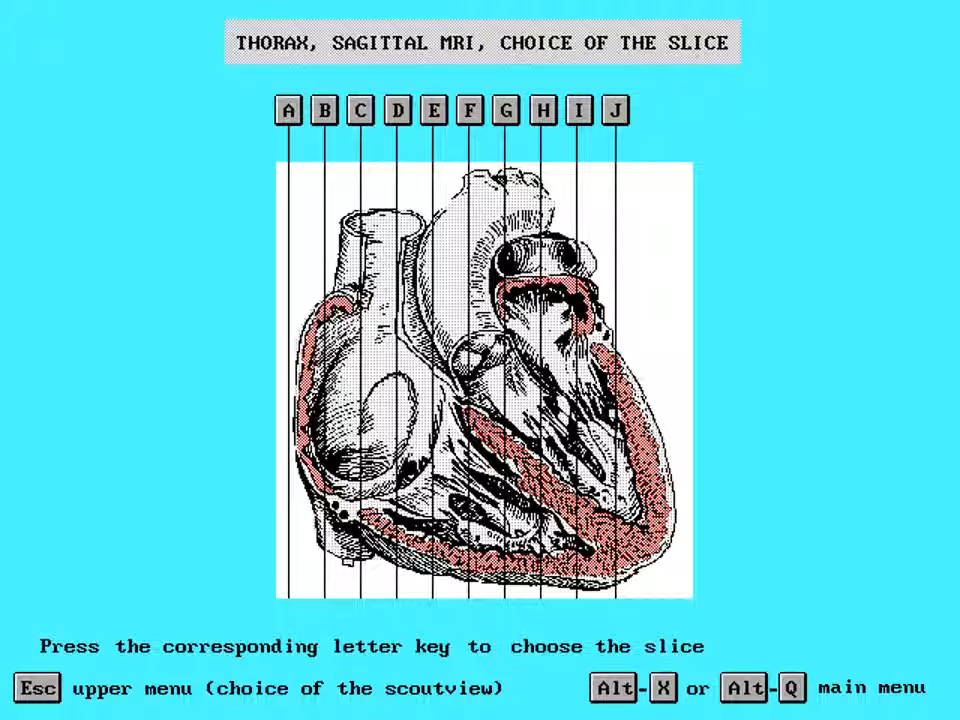 THORAX, SAGITTAL MRI, CHOICE OF THE SLICE
A B C D E F G H I J
Press the corresponding letter key to choose the slice
Esc upper menu (choice of the scoutview) Alt-X or Alt-Q main menu